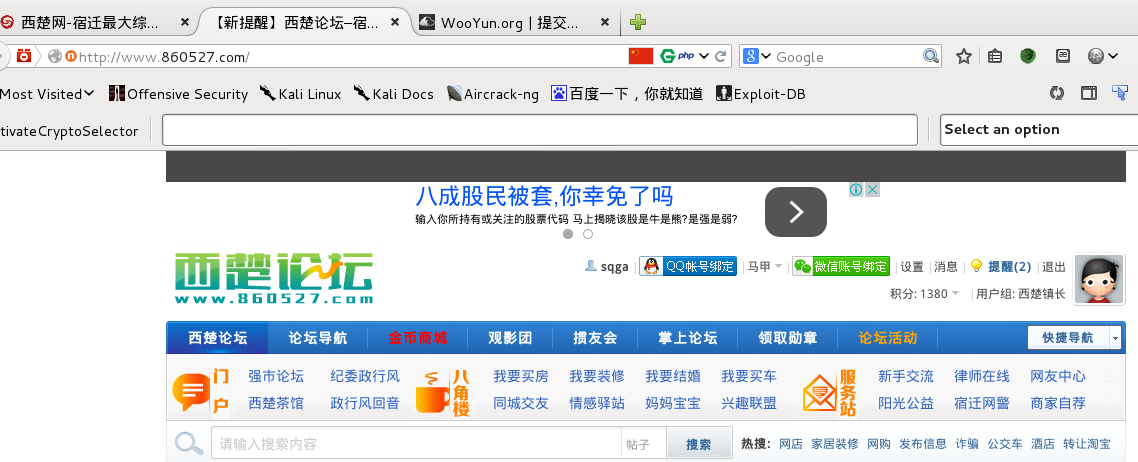 西楚网-宿迁最大综... 【新提醒】西楚论坛–宿... WooYun.org | 提交...
http://www.860527.com/ php Google
Most Visited Offensive Security Kali Linux Kali Docs Aircrack-ng 百度一下，你就知道 Exploit-DB
tivateCryptoSelector Select an option
八成股民被套,你幸免了吗
输入你所持有或关注的股票代码 马上揭晓该股是牛是熊?是强是弱?
西楚论坛
www.860527.com
sqga QQ帐号绑定 马甲 微信账号绑定 设置 消息 提醒(2) 退出
积分: 1380 用户组: 西楚镇长
西楚论坛 论坛导航 金币商城 观影团 掼友会 掌上论坛 领取勋章 论坛活动 快捷导航
门户 强市论坛 纪委政行风 八角楼 我要买房 我要装修 我要结婚 我要买车 服务站 新手交流 律师在线 网友中心
西楚茶馆 政行风回音 同城交友 情感驿站 妈妈宝宝 兴趣联盟 阳光公益 宿迁网警 商家自荐
请输入搜索内容 帖子 搜索 热搜: 网店 家居装修 网购 发布信息 诈骗 公交车 酒店 转让淘宝